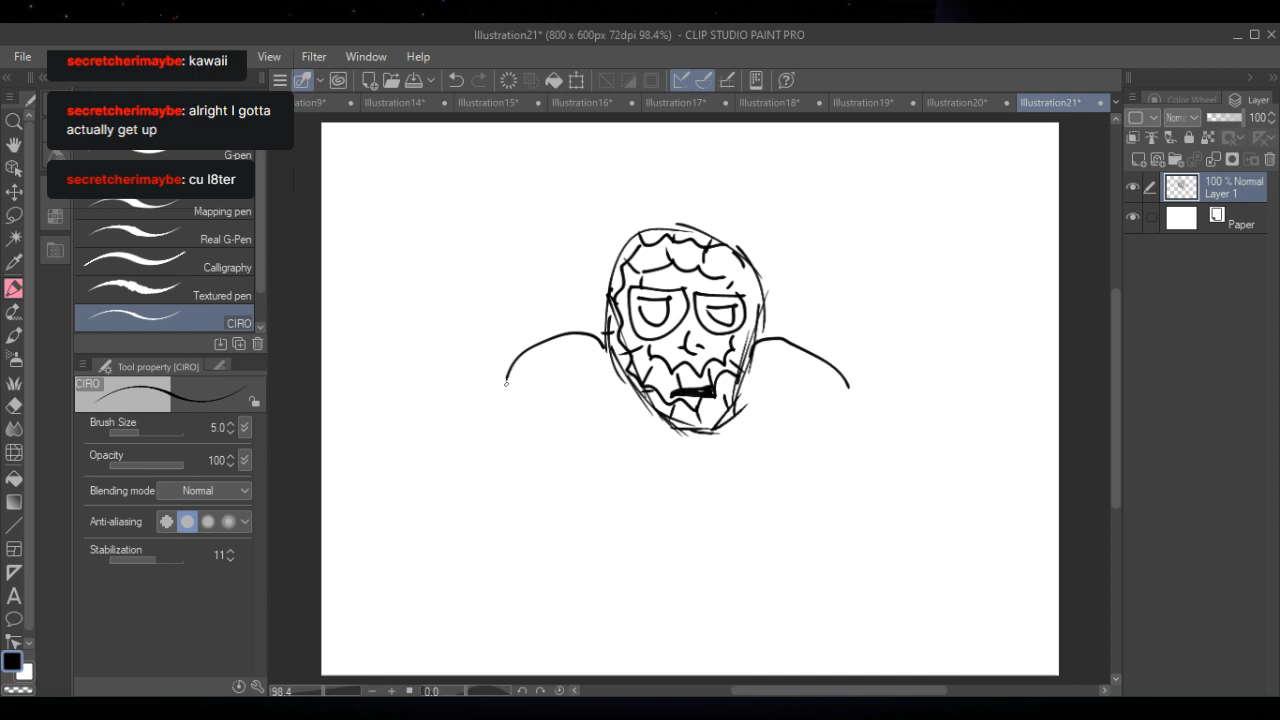 Illustration21* (800 x 600px 72dpi 98.4%) - CLIP STUDIO PAINT PRO
File View Filter Window Help
secretcherimaybe: kawaii
secretcherimaybe: alright I gotta
actually get up
secretcherimaybe: cu l8ter
Illustration14* Illustration15* Illustration16* Illustration17* Illustration18* Illustration19* Illustration20* Illustration21*
G-pen
Mapping pen
Real G-Pen
Calligraphy
Textured pen
CIRO
Tool property [CIRO]
CIRO
Brush Size 5.0
Opacity 100
Blending mode Normal
Anti-aliasing
Stabilization 11
98.4 0.0
Color Wheel Layer
100
100 % Normal
Layer 1
Paper